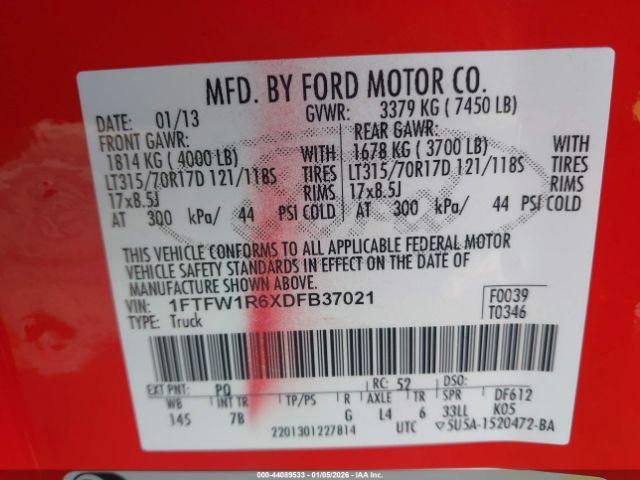 MFD. BY FORD MOTOR CO.
DATE: 01/13 GVWR: 3379 KG ( 7450 LB)
FRONT GAWR: REAR GAWR:
1814 KG ( 4000 LB) WITH 1678 KG ( 3700 LB) WITH
LT315/70R17D 121/118S TIRES LT315/70R17D 121/118S TIRES
17x8.5J RIMS 17x8.5J RIMS
AT 300 kPa/ 44 PSI COLD AT 300 kPa/ 44 PSI COLD
THIS VEHICLE CONFORMS TO ALL APPLICABLE FEDERAL MOTOR
VEHICLE SAFETY STANDARDS IN EFFECT ON THE DATE OF
MANUFACTURE SHOWN ABOVE.
VIN: 1FTFW1R6XDFB37021 F0039
TYPE: Truck T0346
EXT PNT: PQ RC: 52 DSO:
WB INT TR TP/PS R AXLE TR SPR DF612
145 7B G L4 6 33LL K05
2201301227814 UTC 5U5A-1520472-BA
000-44089533 - 01/05/2026 - IAA